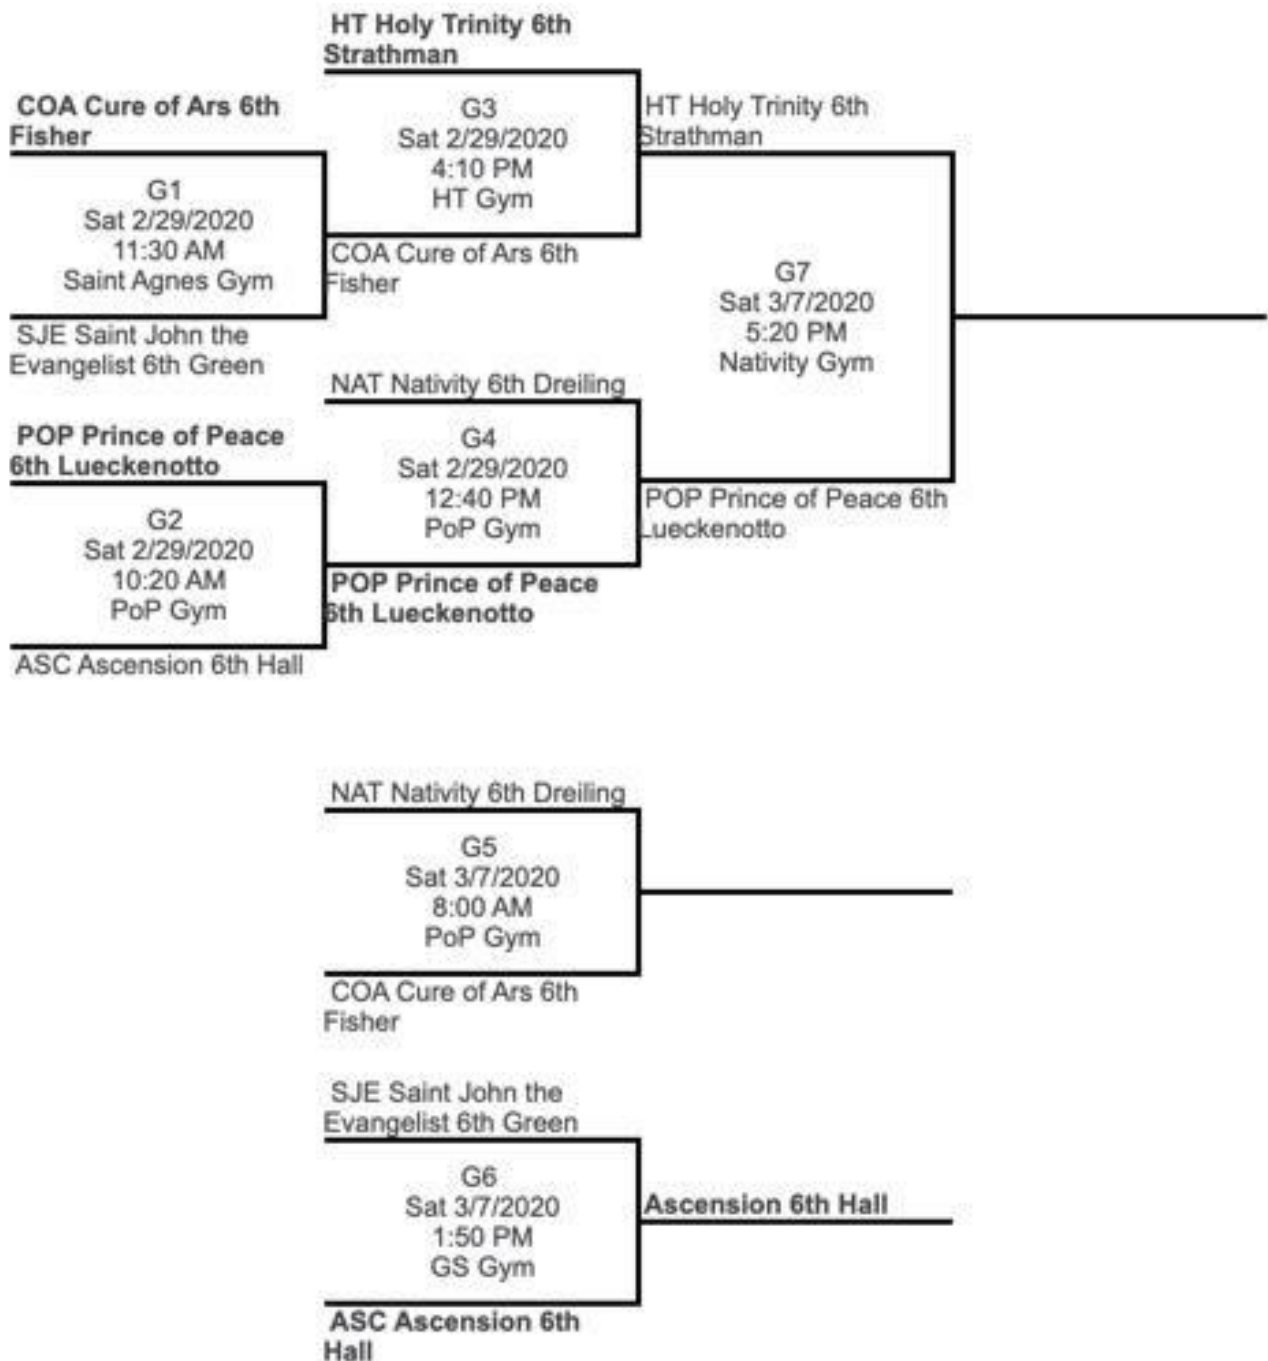 HT Holy Trinity 6th
Strathman
COA Cure of Ars 6th
Fisher
G3
Sat 2/29/2020
4:10 PM
HT Gym
HT Holy Trinity 6th
Strathman
G1
Sat 2/29/2020
11:30 AM
Saint Agnes Gym
COA Cure of Ars 6th
Fisher
G7
Sat 3/7/2020
5:20 PM
Nativity Gym
SJE Saint John the
Evangelist 6th Green
NAT Nativity 6th Dreiling
POP Prince of Peace
6th Lueckenotto
G4
Sat 2/29/2020
12:40 PM
PoP Gym
POP Prince of Peace 6th
Lueckenotto
G2
Sat 2/29/2020
10:20 AM
PoP Gym
POP Prince of Peace
6th Lueckenotto
ASC Ascension 6th Hall
NAT Nativity 6th Dreiling
G5
Sat 3/7/2020
8:00 AM
PoP Gym
COA Cure of Ars 6th
Fisher
SJE Saint John the
Evangelist 6th Green
G6
Sat 3/7/2020
1:50 PM
GS Gym
Ascension 6th Hall
ASC Ascension 6th
Hall